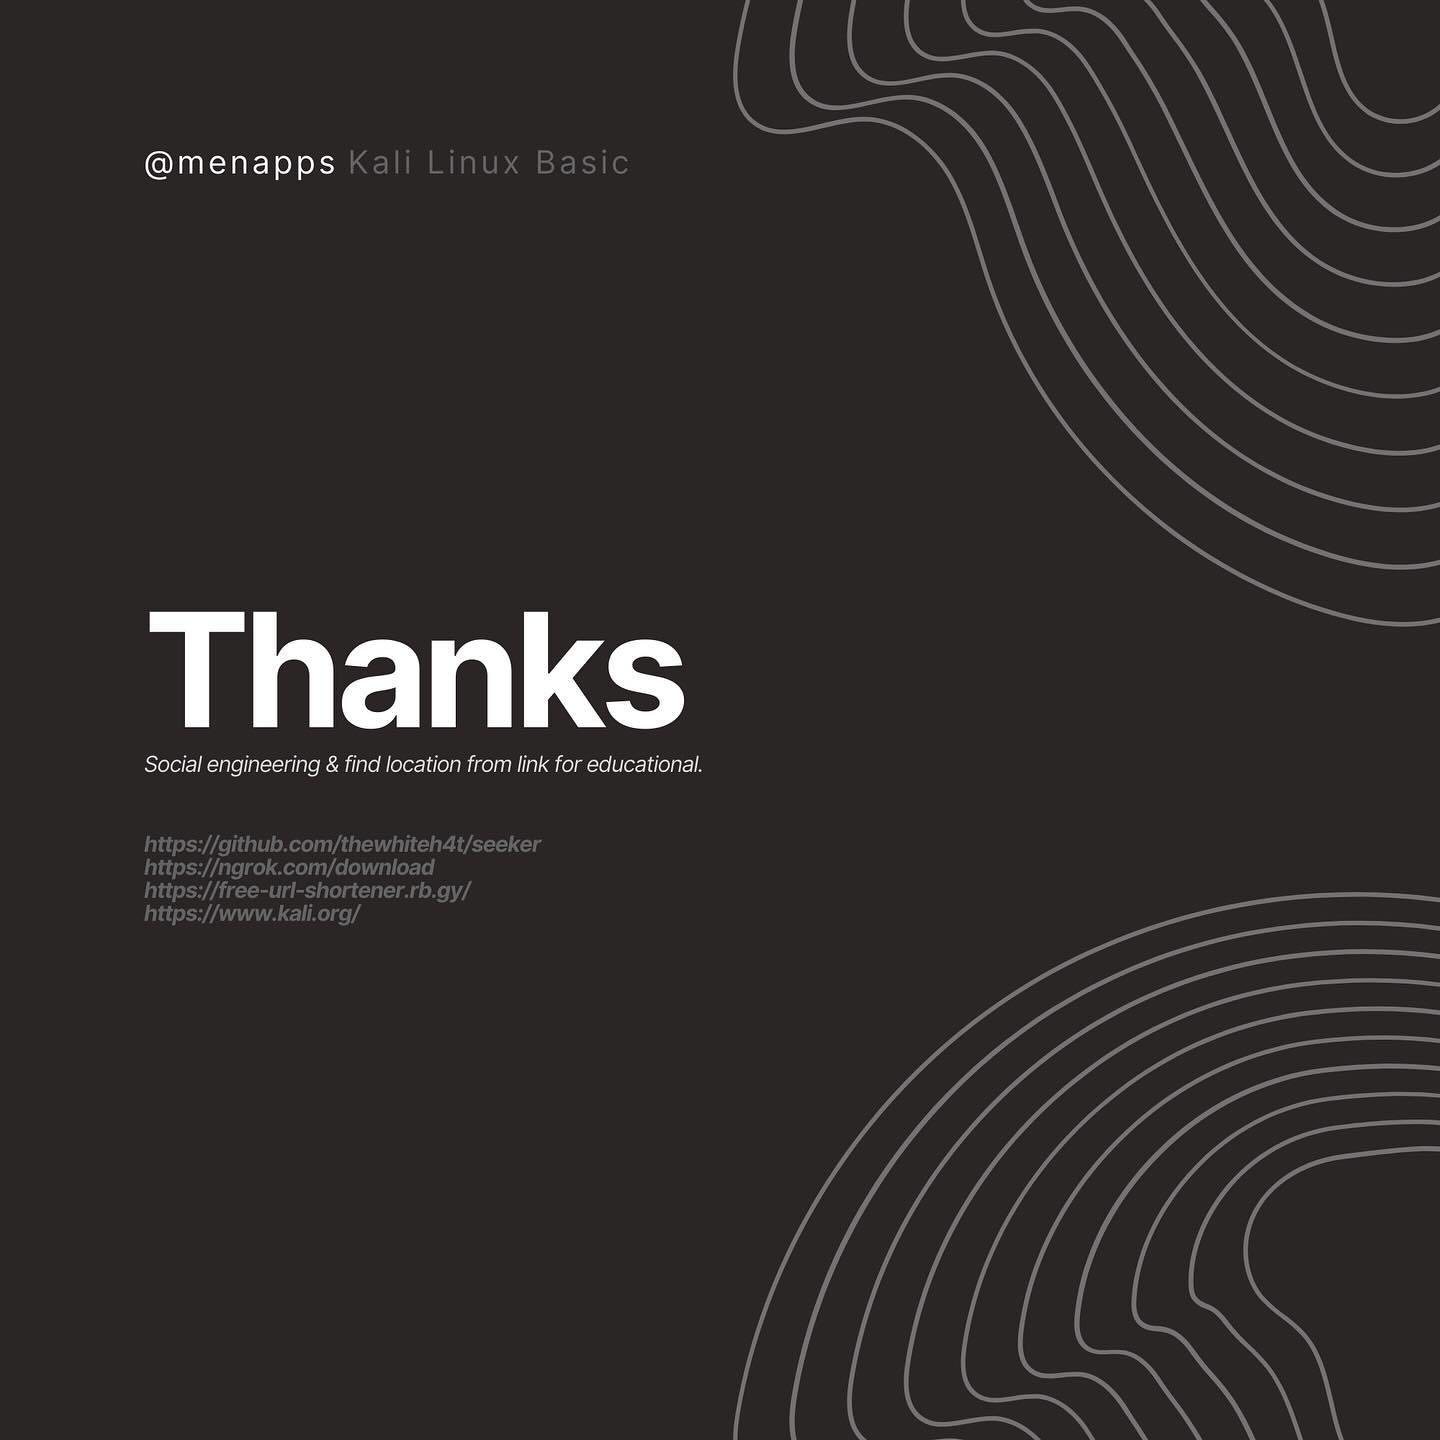 @menapps Kali Linux Basic
Thanks
Social engineering & find location from link for educational.
https://github.com/thewhiteh4t/seeker
https://ngrok.com/download
https://free-url-shortener.rb.gy/
https://www.kali.org/